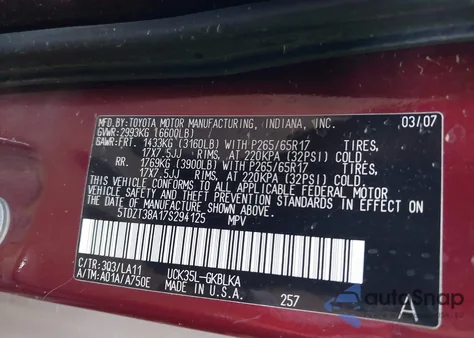 MFD.BY:TOYOTA MOTOR MANUFACTURING, INDIANA, INC. 03/07
GVWR:2993KG (6600LB)
GAWR:FRT. 1433KG (3160LB) WITH P265/65R17 TIRES,
17X7.5JJ RIMS, AT 220KPA (32PSI) COLD.
RR. 1769KG (3900LB) WITH P265/65R17 TIRES,
17X7.5JJ RIMS, AT 220KPA (32PSI) COLD.
THIS VEHICLE CONFORMS TO ALL APPLICABLE FEDERAL MOTOR
VEHICLE SAFETY AND THEFT PREVENTION STANDARDS IN EFFECT ON
THE DATE OF MANUFACTURE SHOWN ABOVE.
5TDZT38A17S294125 MPV
C/TR:3Q3/LA11 UCK35L-GKBLKA
A/TM:A01A/A750E MADE IN U.S.A. 257 A
autoSnap